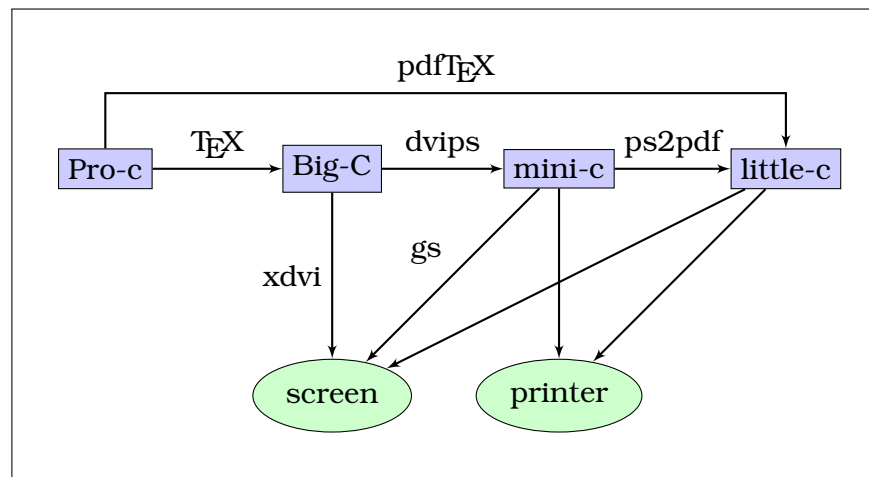 pdfTEX
TEX
dvips
ps2pdf
Pro-c
Big-C
mini-c
little-c
gs
xdvi
screen
printer